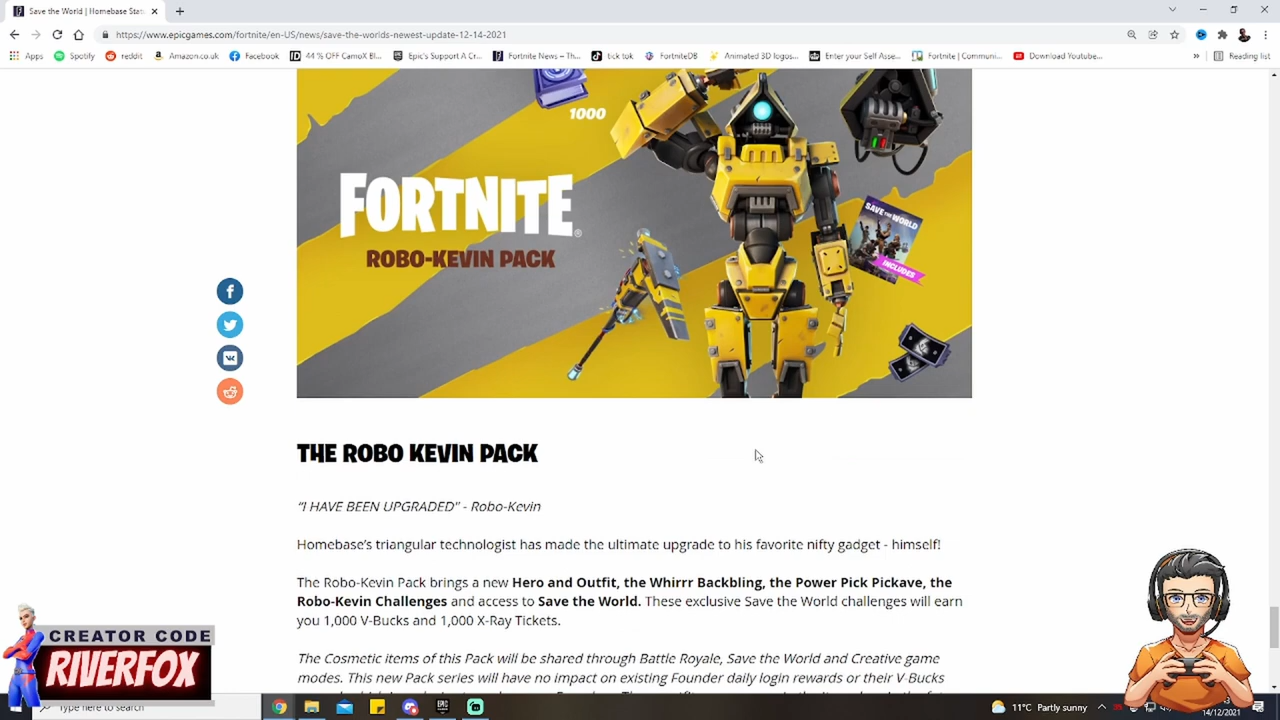 Save the World | Homebase Stat
https://www.epicgames.com/fortnite/en-US/news/save-the-worlds-newest-update-12-14-2021
Apps Spotify reddit Amazon.co.uk Facebook 44 % OFF CamoX Bl... Epic's Support A Cr... Fortnite News – Th... tick tok FortniteDB Animated 3D logos... Enter your Self Asse... Fortnite | Communi... Download Youtube... » Reading list
1000
FORTNITE
ROBO-KEVIN PACK
SAVE THE WORLD
INCLUDES
THE ROBO KEVIN PACK
“I HAVE BEEN UPGRADED” - Robo-Kevin
Homebase’s triangular technologist has made the ultimate upgrade to his favorite nifty gadget - himself!
The Robo-Kevin Pack brings a new Hero and Outfit, the Whirrr Backbling, the Power Pick Pickave, the
Robo-Kevin Challenges and access to Save the World. These exclusive Save the World challenges will earn
you 1,000 V-Bucks and 1,000 X-Ray Tickets.
The Cosmetic items of this Pack will be shared through Battle Royale, Save the World and Creative game
modes. This new Pack series will have no impact on existing Founder daily login rewards or their V-Bucks
CREATOR CODE
RIVERFOX
Type here to search
11°C Partly sunny
14/12/2021